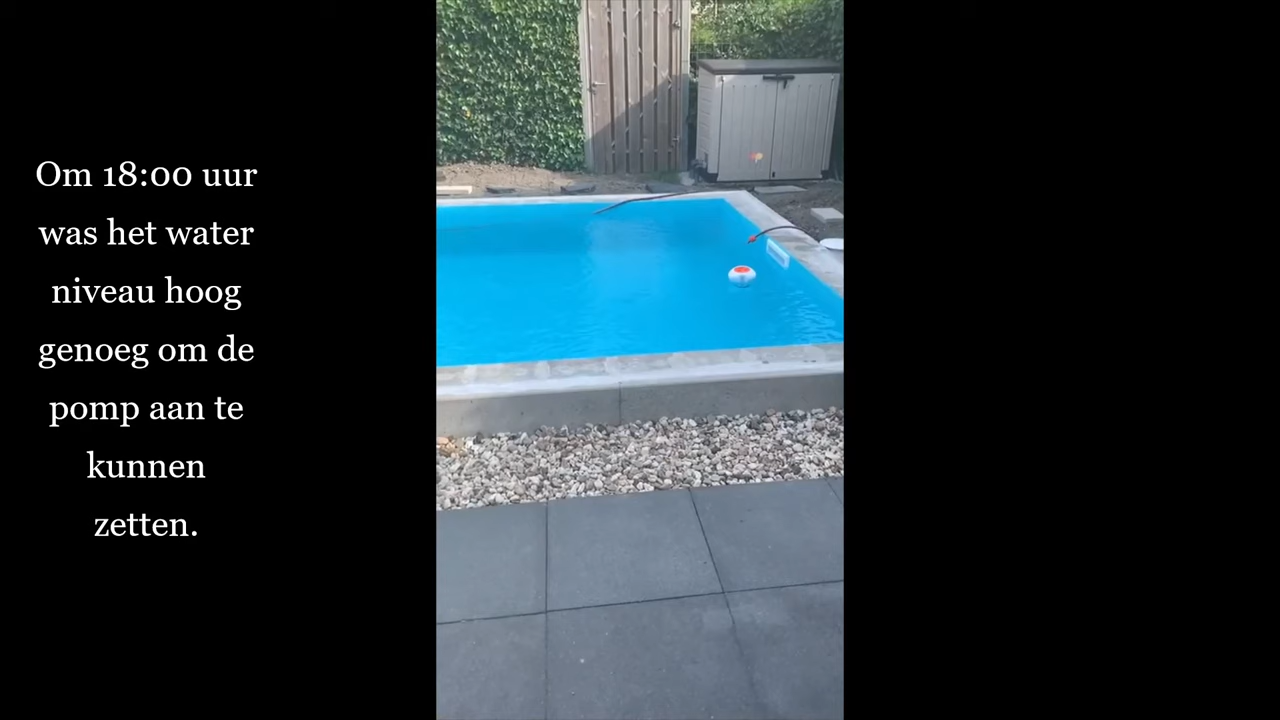 Om 18:00 uur
was het water
niveau hoog
genoeg om de
pomp aan te
kunnen
zetten.